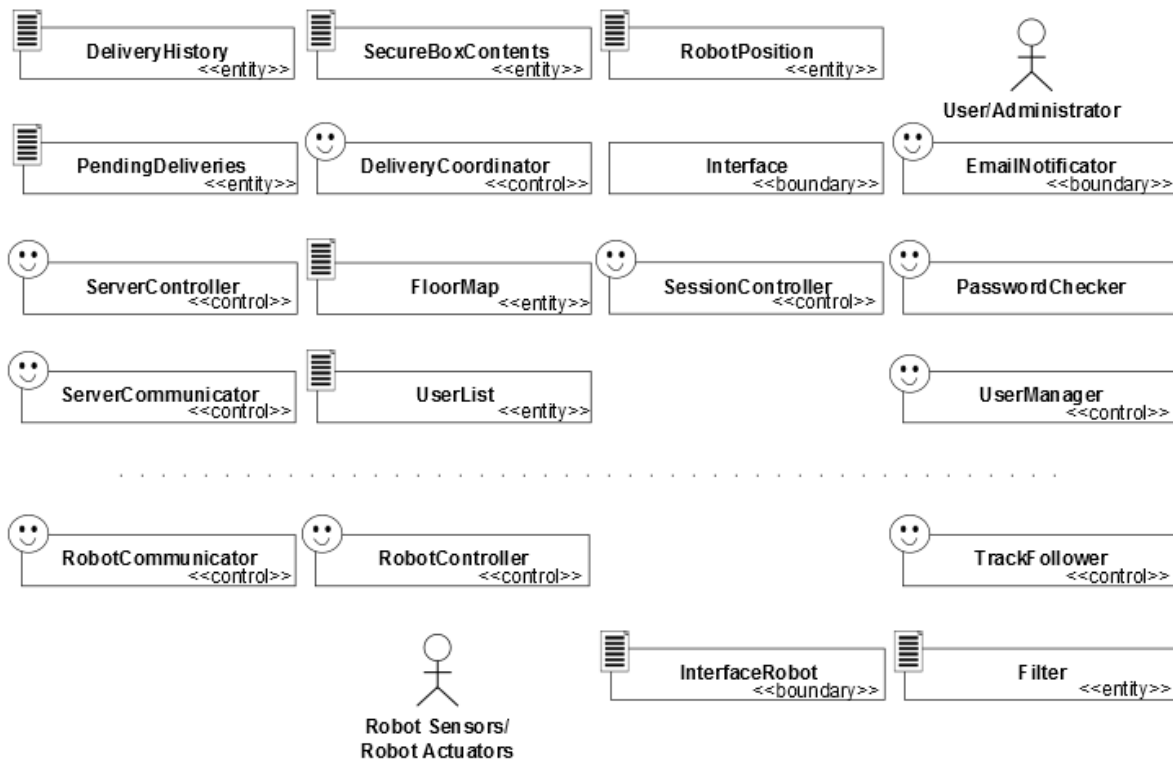 DeliveryHistory
<<entity>>
SecureBoxContents
<<entity>>
RobotPosition
<<entity>>
User/Administrator
PendingDeliveries
<<entity>>
DeliveryCoordinator
<<control>>
Interface
<<boundary>>
EmailNotificator
<<boundary>>
ServerController
<<control>>
FloorMap
<<entity>>
SessionController
<<control>>
PasswordChecker
ServerCommunicator
<<control>>
UserList
<<entity>>
UserManager
<<control>>
RobotCommunicator
<<control>>
RobotController
<<control>>
TrackFollower
<<control>>
Robot Sensors/
Robot Actuators
InterfaceRobot
<<boundary>>
Filter
<<entity>>